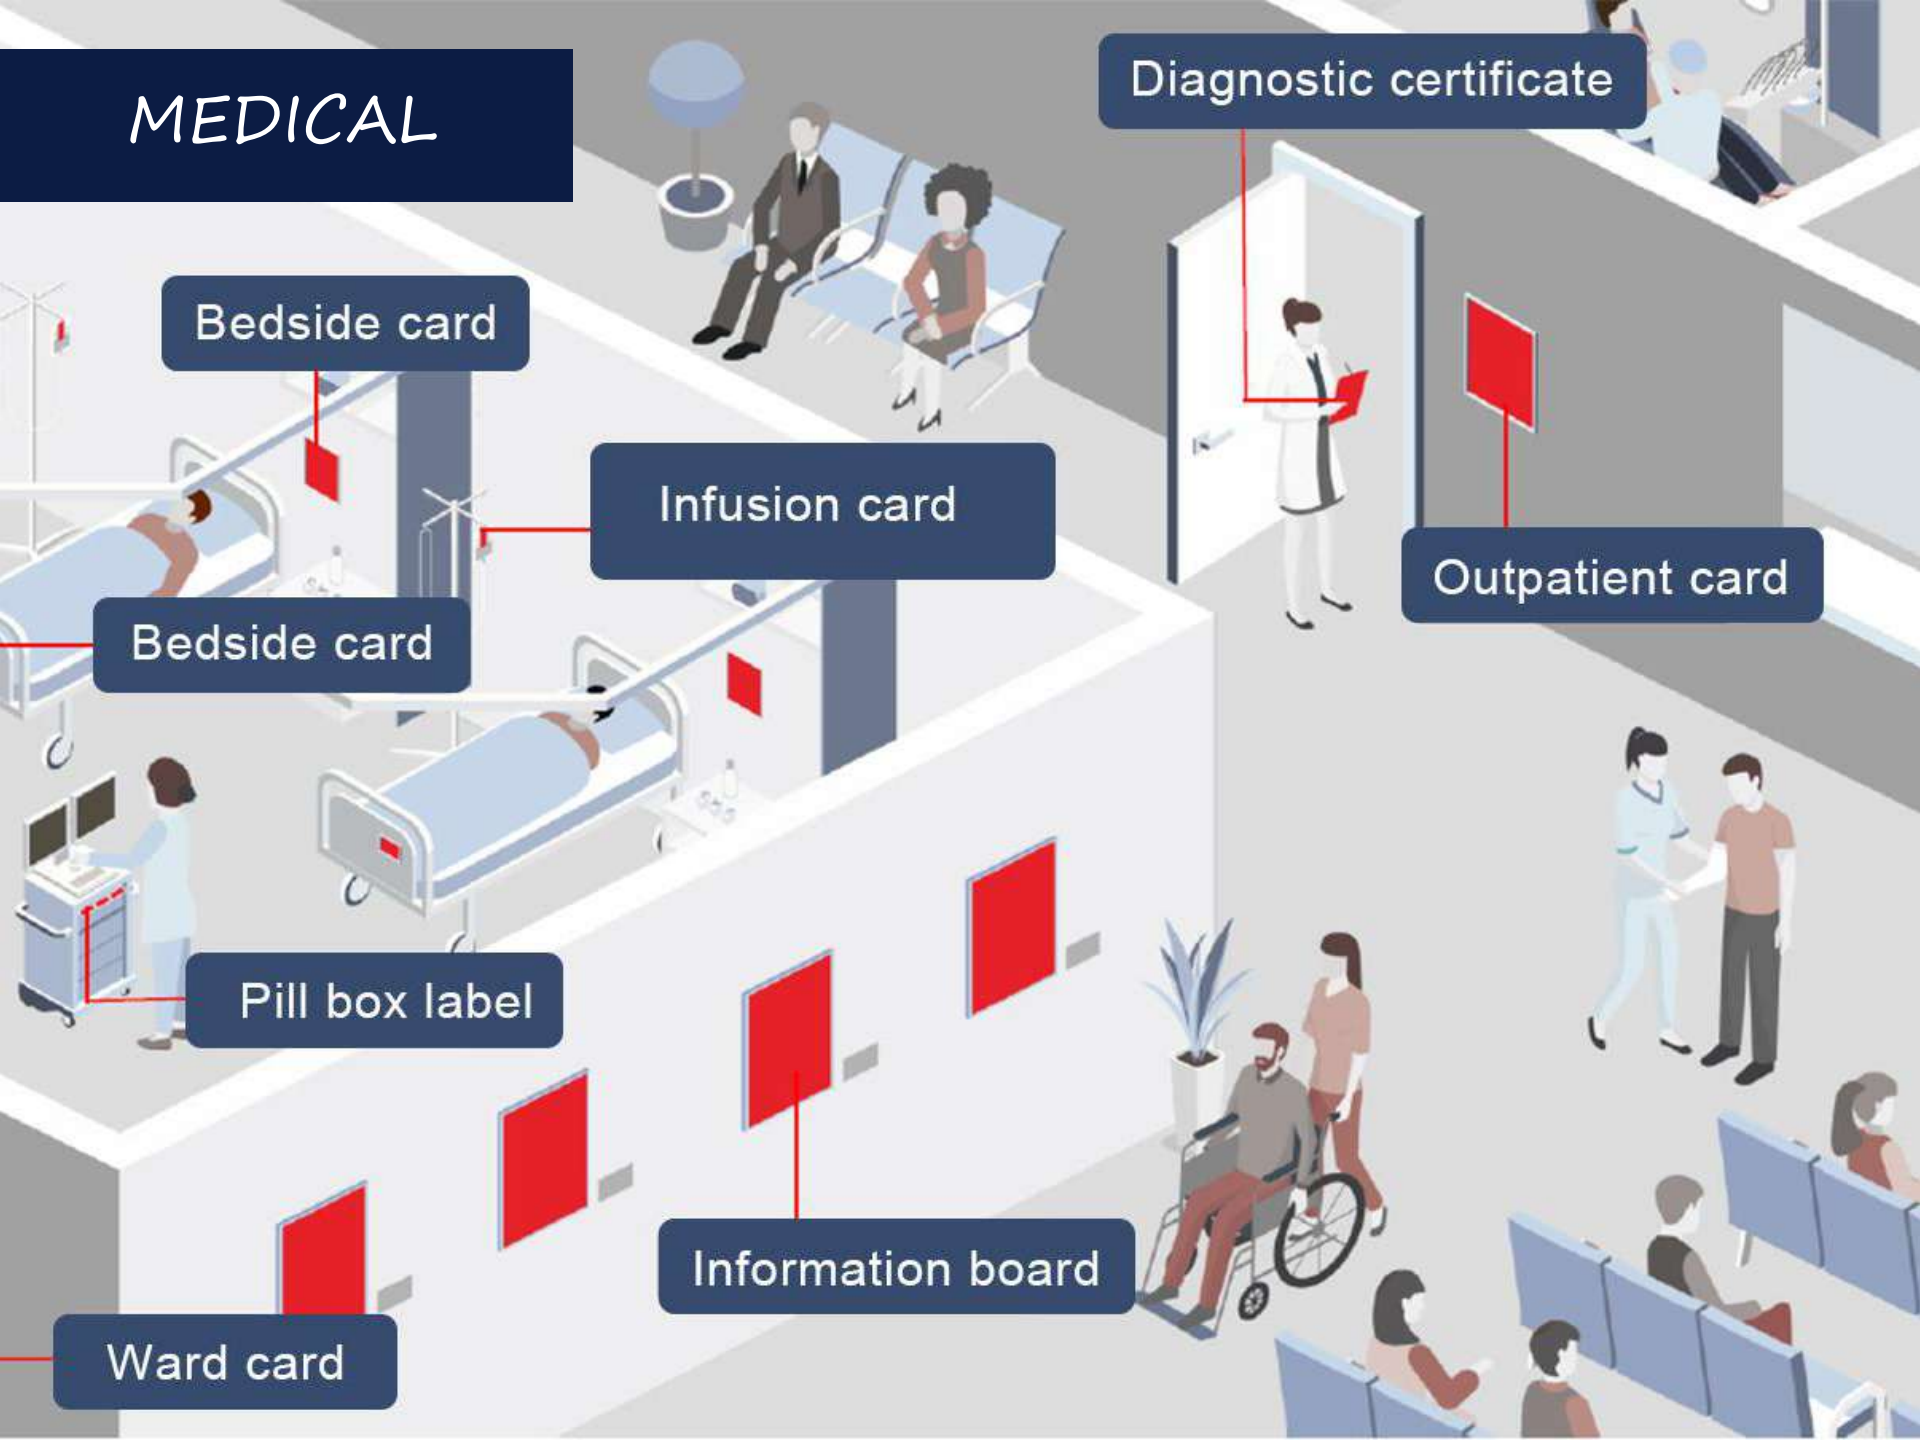 MEDICAL
Diagnostic certificate
Bedside card
Infusion card
Outpatient card
Bedside card
Pill box label
Information board
Ward card